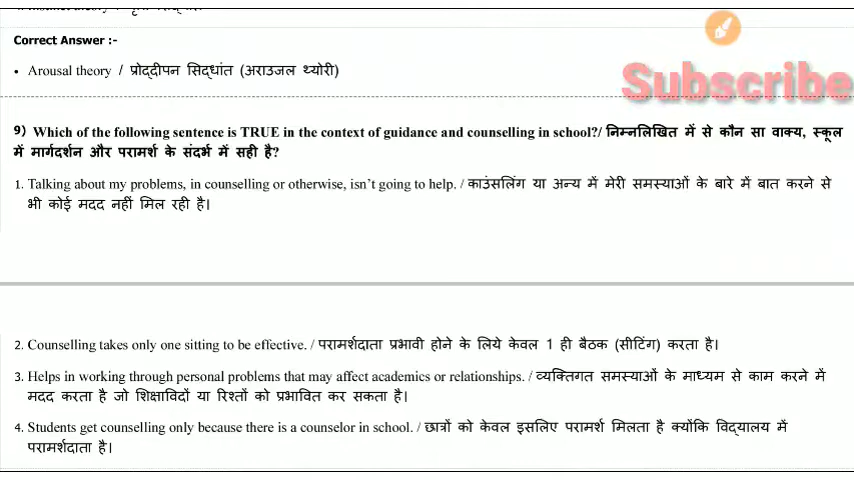 Correct Answer :-
Subscribe
• Arousal theory / प्रोद्दीपन सिद्धांत (अराउजल थ्योरी)
9) Which of the following sentence is TRUE in the context of guidance and counselling in school?/ निम्नलिखित में से कौन सा वाक्य, स्कूल
में मार्गदर्शन और परामर्श के संदर्भ में सही है?
1. Talking about my problems, in counselling or otherwise, isn't going to help. / काउंसलिंग या अन्य में मेरी समस्याओं के बारे में बात करने से
भी कोई मदद नहीं मिल रही है।
2. Counselling takes only one sitting to be effective. / परामर्शदाता प्रभावी होने के लिये केवल 1 ही बैठक (सीटिंग) करता है।
3. Helps in working through personal problems that may affect academics or relationships. / व्यक्तिगत समस्याओं के माध्यम से काम करने में
मदद करता है जो शिक्षाविदों या रिश्तों को प्रभावित कर सकता है।
4. Students get counselling only because there is a counselor in school. / छात्रों को केवल इसलिए परामर्श मिलता है क्योंकि विद्यालय में
परामर्शदाता है।